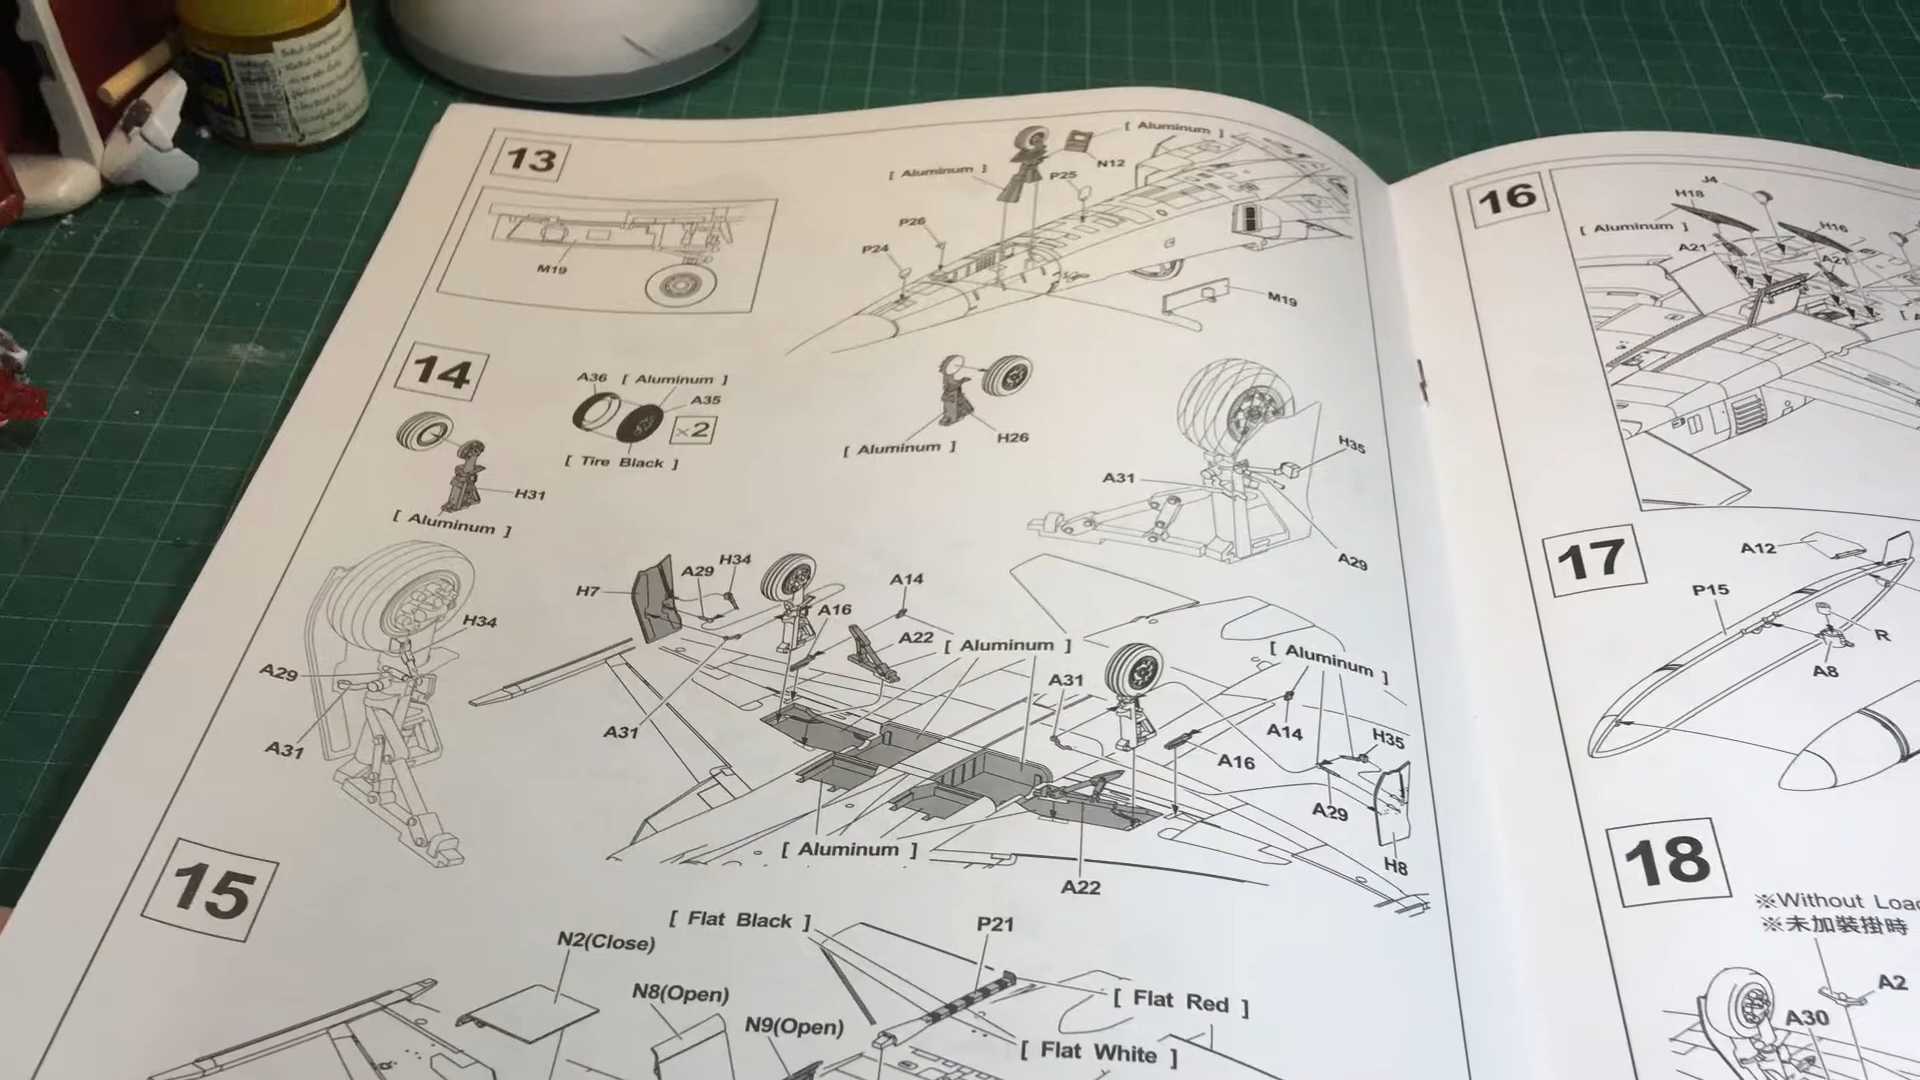 13
[ Aluminum ]
N12
[ Aluminum ]
P25
P26
P24
M19
M19
14
A36 [ Aluminum ]
A35
×2
[ Tire Black ]
H31
[ Aluminum ]
H26
[ Aluminum ]
H35
A31
A29
H34
A29
A31
H7
A29
H34
A16
A14
A22
[ Aluminum ]
A31
A31
[ Aluminum ]
A14
A16
H35
A29
H8
[ Aluminum ]
A22
15
[ Flat Black ]
P21
N2(Close)
N8(Open)
N9(Open)
[ Flat Red ]
[ Flat White ]
16
J4
H18
[ Aluminum ]
H16
A21
A21
17
A12
P15
R
A8
18
※Without Loa
※未加裝掛時
A2
A30